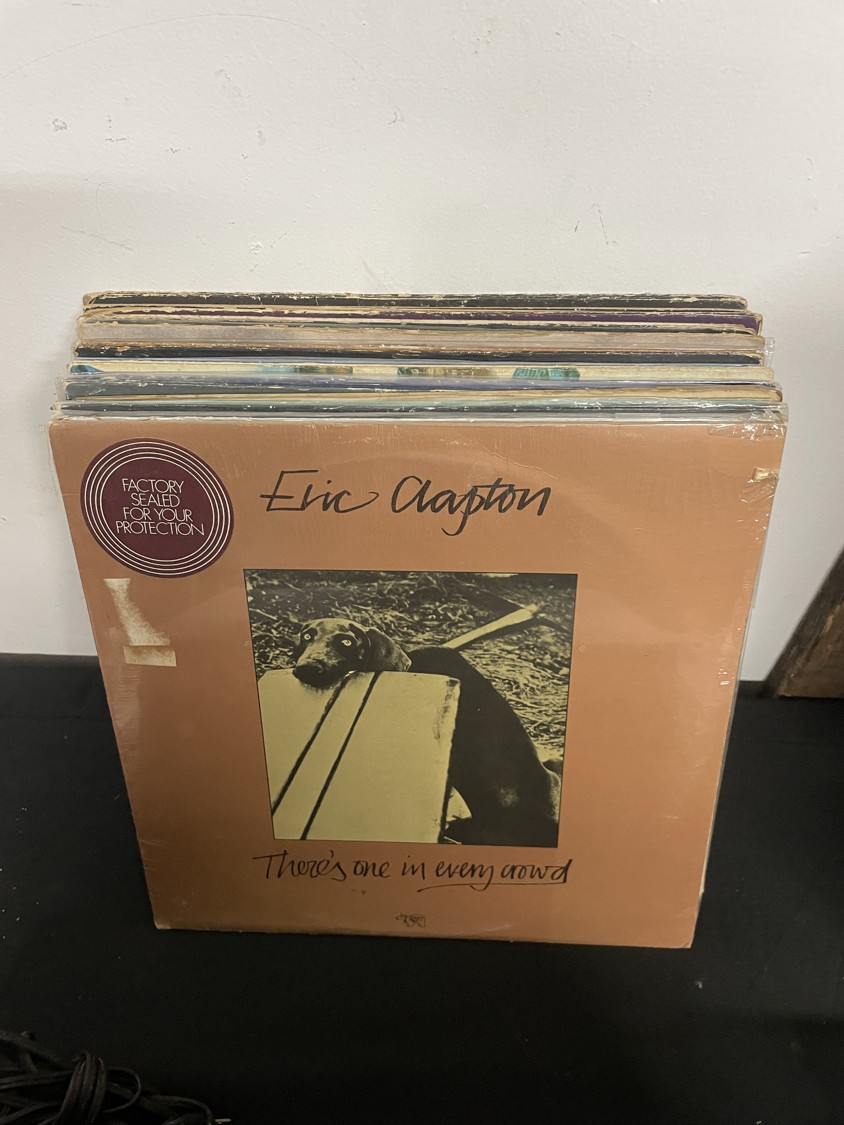 FACTORY
SEALED
FOR YOUR
PROTECTION
Eric Clapton
There's one in every crowd